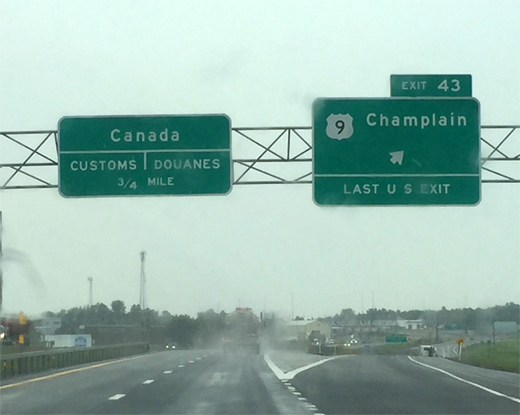 Canada
CUSTOMS DOUANES
3/4 MILE
EXIT 43
9 Champlain
LAST U S EXIT